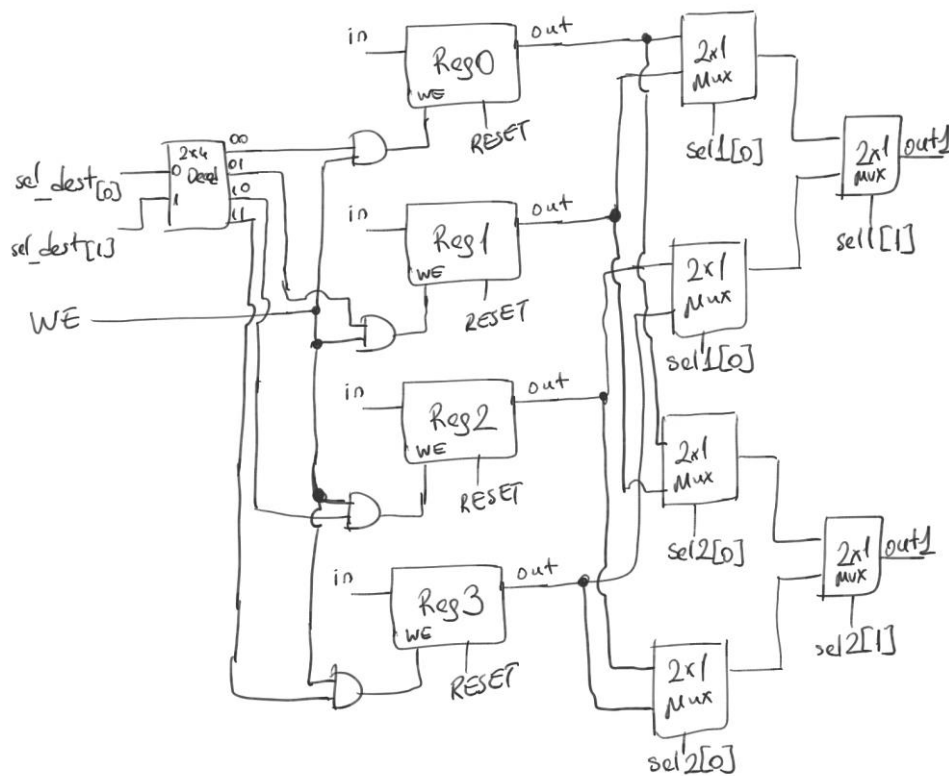 in
Reg0
WE
out
RESET
2x1
Mux
sel1[0]
sel_dest[0]
sel_dest[1]
0
1
2x4
Decod
00
01
10
11
2x1
Mux
out1
sel1[1]
in
Reg1
WE
out
RESET
2x1
Mux
sel1[0]
WE
in
Reg2
WE
out
RESET
2x1
Mux
sel2[0]
in
Reg3
WE
out
RESET
2x1
Mux
out1
sel2[1]
2x1
Mux
sel2[0]